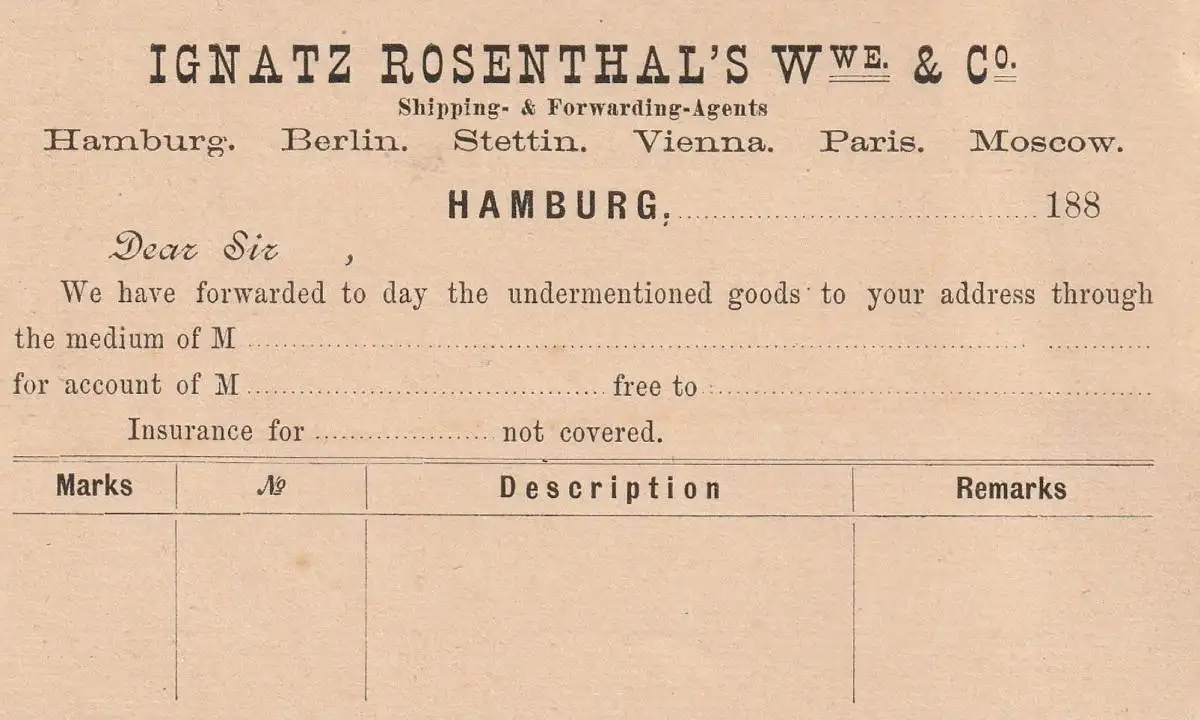 IGNATZ ROSENTHAL'S WWE. & CO.
Shipping- & Forwarding-Agents
Hamburg. Berlin. Stettin. Vienna. Paris. Moscow.
HAMBURG, 188
Dear Sir ,
We have forwarded to day the undermentioned goods to your address through
the medium of M
for account of M free to
Insurance for not covered.
Marks № Description Remarks